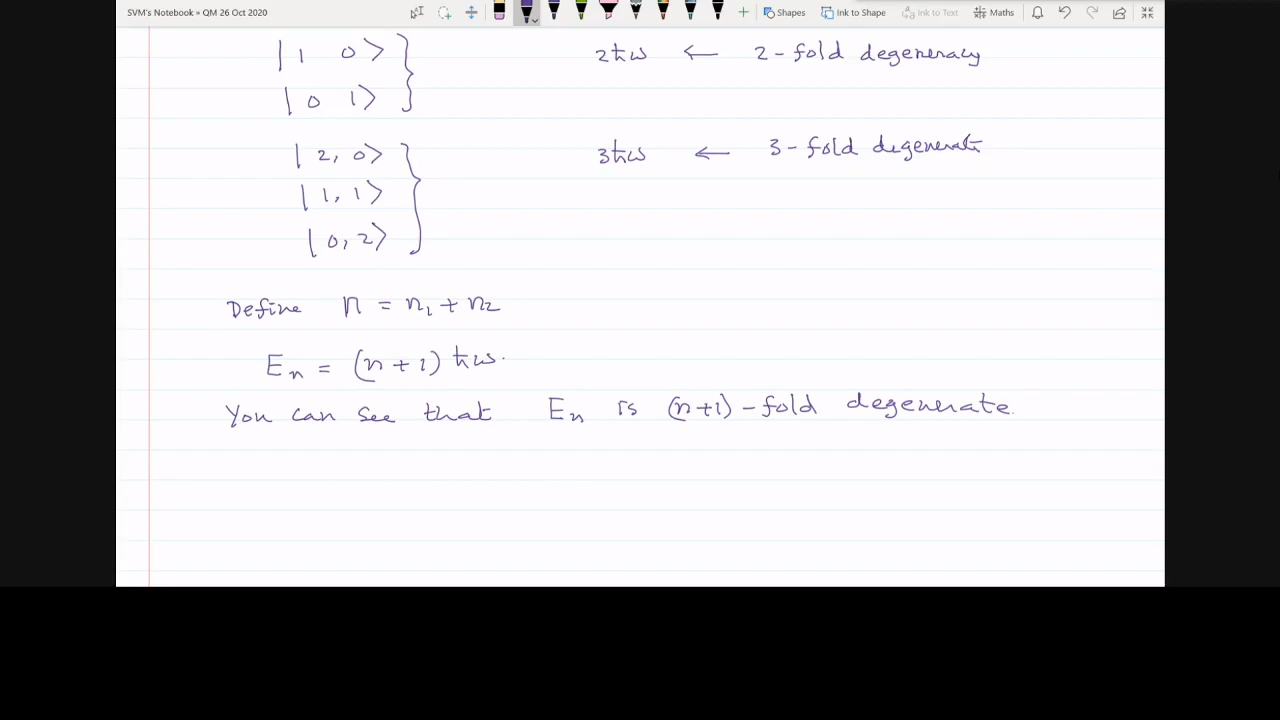 SVM's Notebook » QM 26 Oct 2020 Shapes Ink to Shape Ink to Text Maths
| 1 0 ⟩ } 2ħω ← 2-fold degeneracy
| 0 1 ⟩
| 2, 0 ⟩ } 3ħω ← 3-fold degenerate
| 1, 1 ⟩
| 0, 2 ⟩
Define n = n₁ + n₂
Eₙ = (n + 1) ħω.
You can see that Eₙ is (n+1)-fold degenerate.